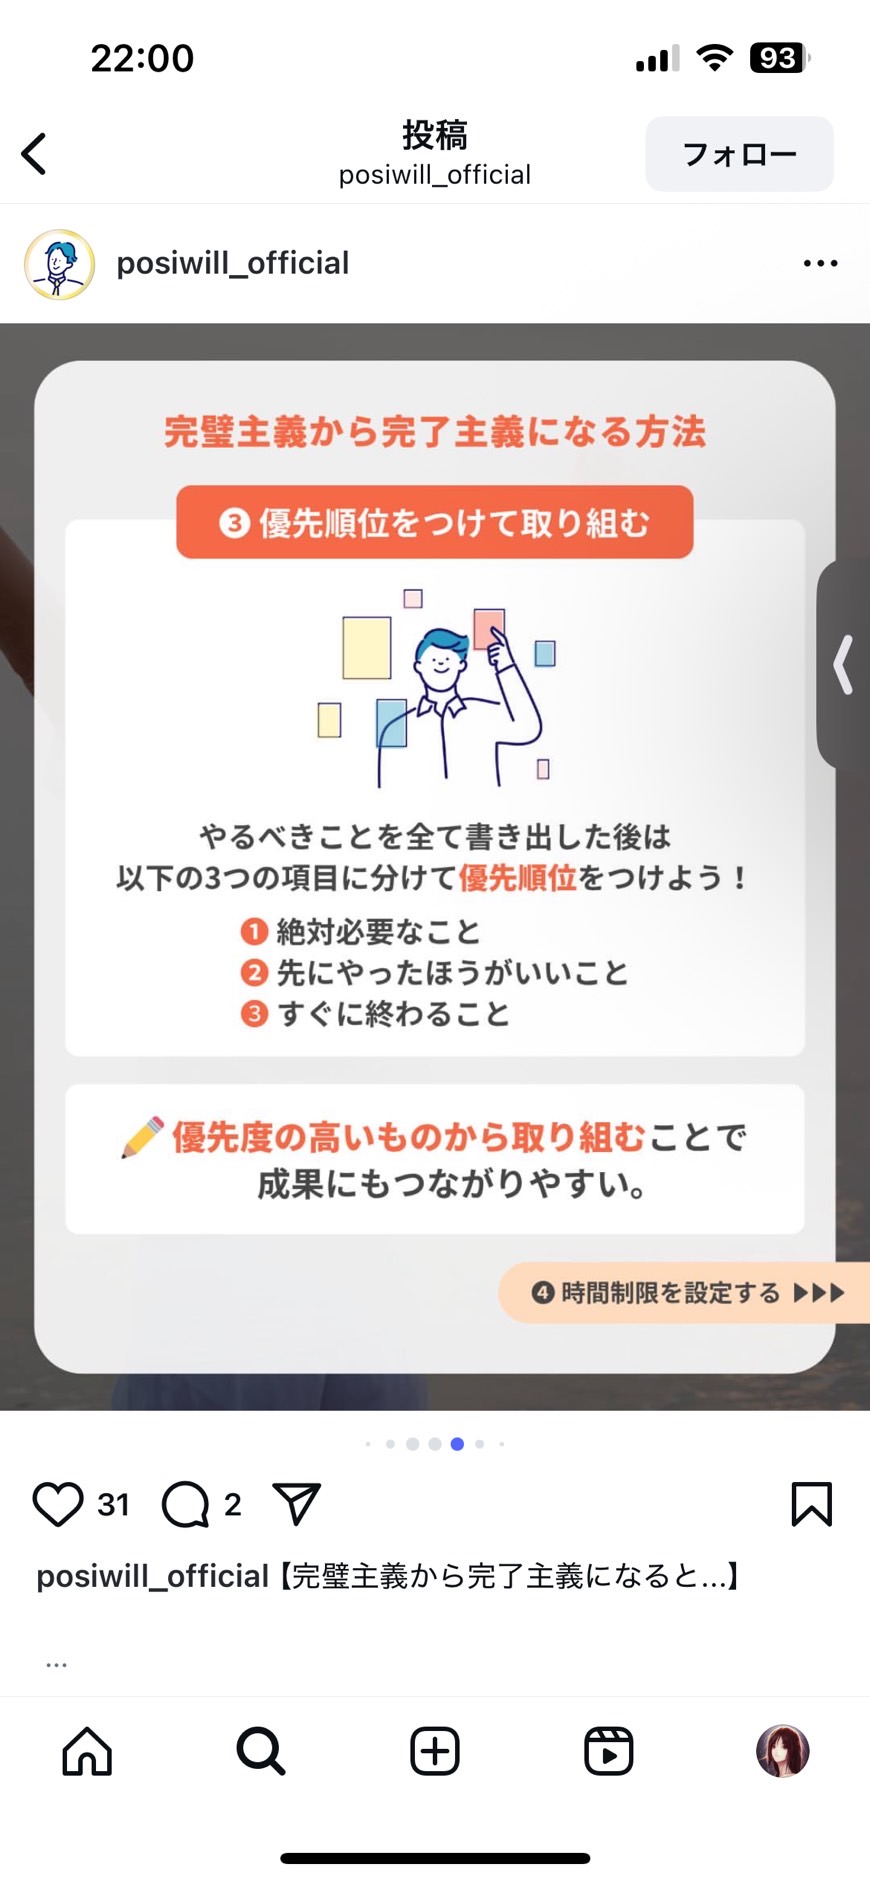 22:00
93
投稿
posiwill_official
フォロー
posiwill_official
完璧主義から完了主義になる方法
❸ 優先順位をつけて取り組む
やるべきことを全て書き出した後は
以下の3つの項目に分けて優先順位をつけよう！
❶ 絶対必要なこと
❷ 先にやったほうがいいこと
❸ すぐに終わること
優先度の高いものから取り組むことで
成果にもつながりやすい。
❹ 時間制限を設定する ▶▶▶
31
2
posiwill_official【完璧主義から完了主義になると...】
...